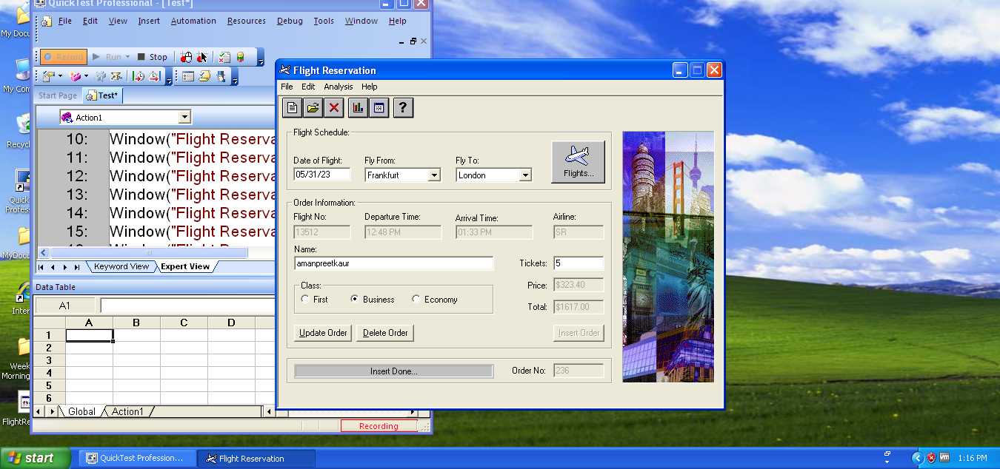 QuickTest Professional - [Test*]
File Edit View Insert Automation Resources Debug Tools Window Help
Record Run Stop
Start Page Test*
Action1
10: Window("Flight Reserva
11: Window("Flight Reserva
12: Window("Flight Reserva
13: Window("Flight Reserva
14: Window("Flight Reserva
15: Window("Flight Reserva
Keyword View Expert View
Data Table
A1
A B C D
1
2
3
4
5
6
Global Action1
Recording
My Docu
My Com
Recycl
Quick
Profes
MyDocu
Inter
Week
Morning
FlightRe
Flight Reservation
File Edit Analysis Help
?
Flight Schedule:
Date of Flight: Fly From: Fly To:
05/31/23 Frankfurt London
Flights...
Order Information:
Flight No: Departure Time: Arrival Time: Airline:
13512 12:48 PM 01:33 PM SR
Name:
amanpreetkaur
Tickets: 5
Class:
First Business Economy
Price: $323.40
Total: $1617.00
Update Order Delete Order Insert Order
Insert Done... Order No: 236
start QuickTest Profession... Flight Reservation 1:16 PM